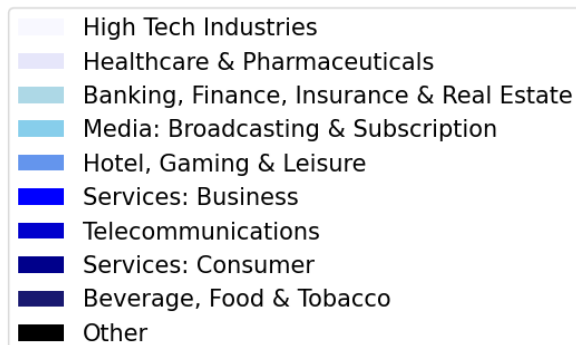 High Tech Industries
Healthcare & Pharmaceuticals
Banking, Finance, Insurance & Real Estate
Media: Broadcasting & Subscription
Hotel, Gaming & Leisure
Services: Business
Telecommunications
Services: Consumer
Beverage, Food & Tobacco
Other